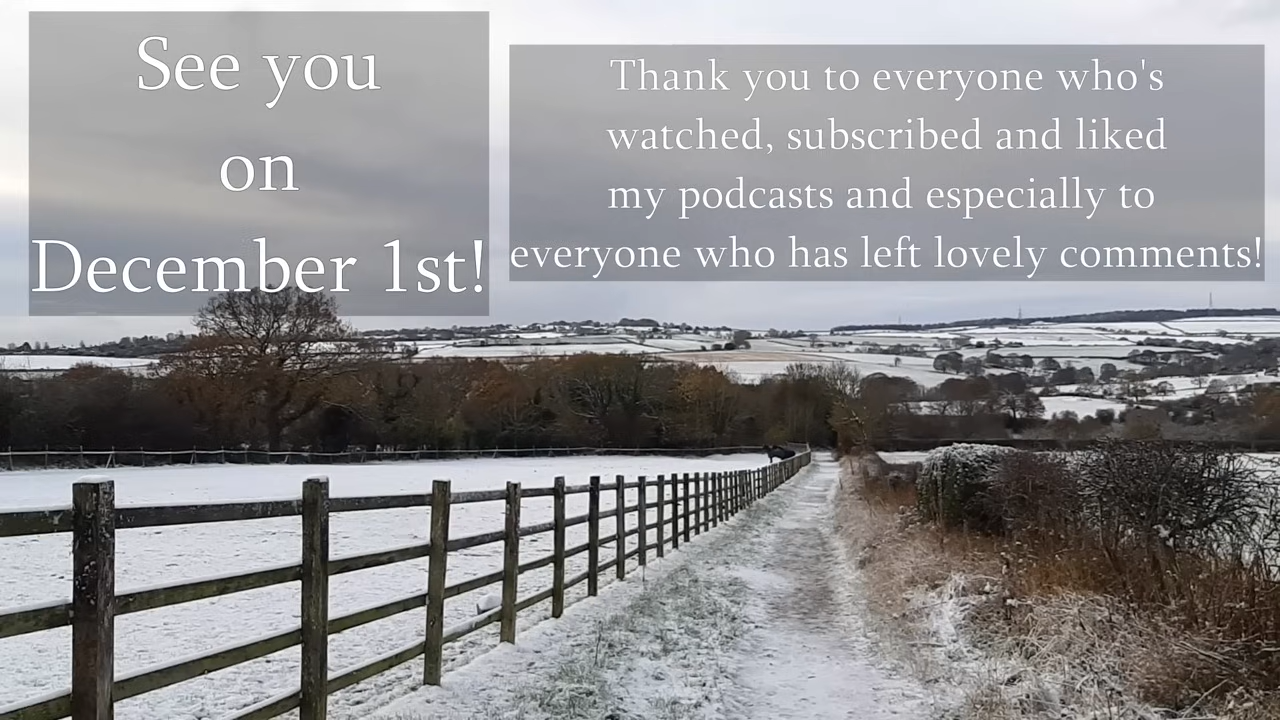 See you
on
December 1st!
Thank you to everyone who's
watched, subscribed and liked
my podcasts and especially to
everyone who has left lovely comments!